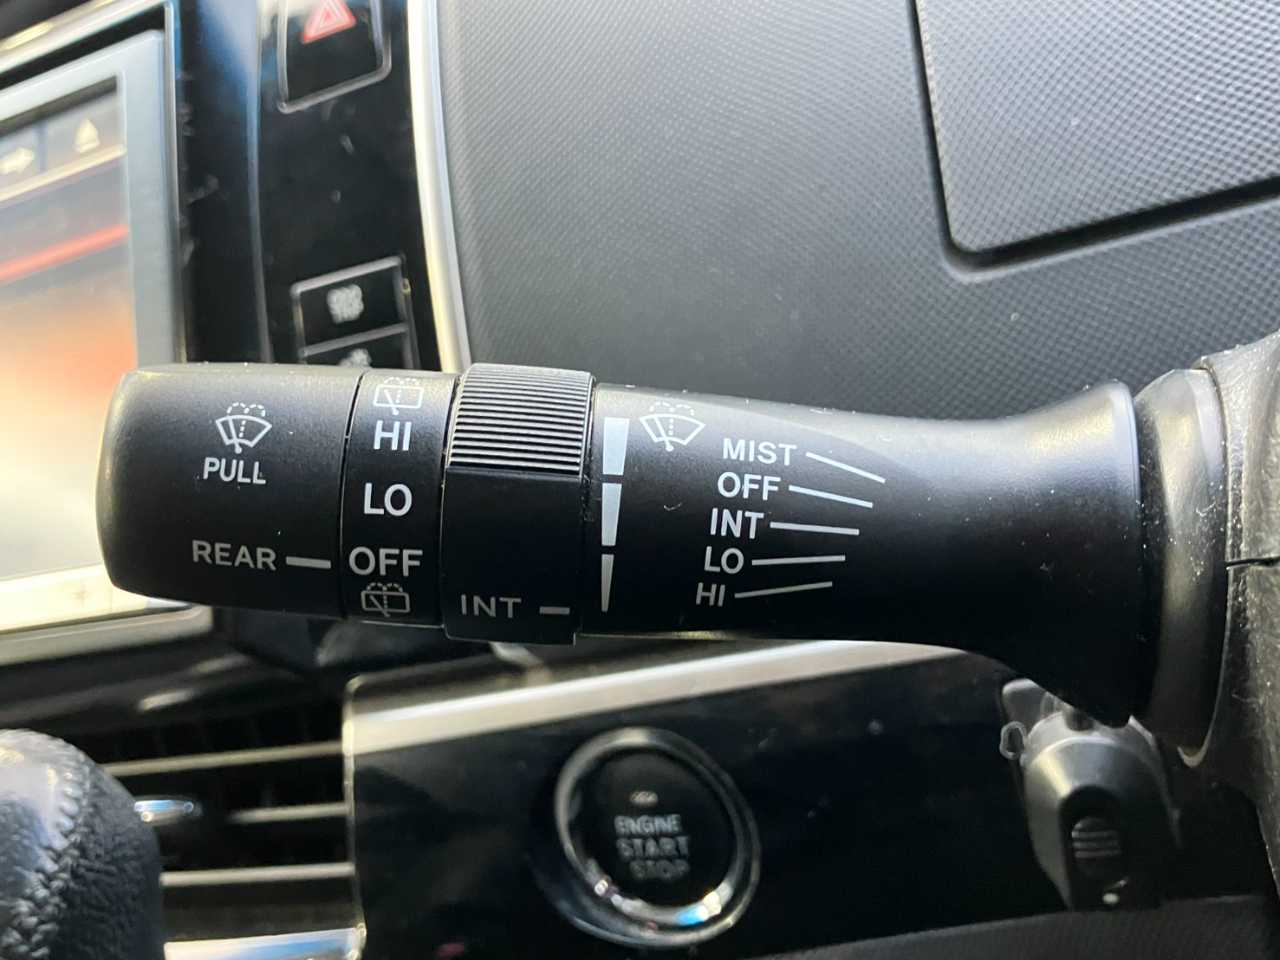 PULL
REAR
HI
LO
OFF
INT
MIST
OFF
INT
LO
HI
ENGINE
START
STOP